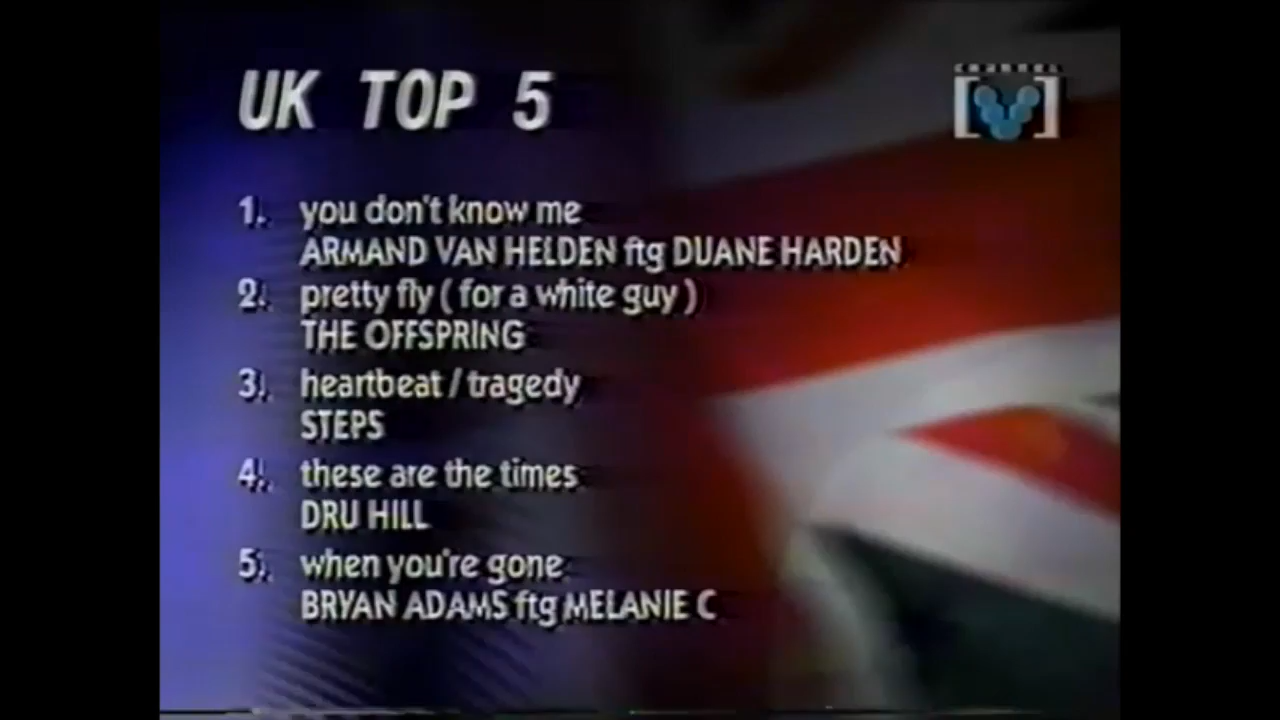 UK TOP 5
CHANNEL
[V]
1. you don't know me
ARMAND VAN HELDEN ftg DUANE HARDEN
2. pretty fly ( for a white guy )
THE OFFSPRING
3. heartbeat / tragedy
STEPS
4. these are the times
DRU HILL
5. when you're gone
BRYAN ADAMS ftg MELANIE C